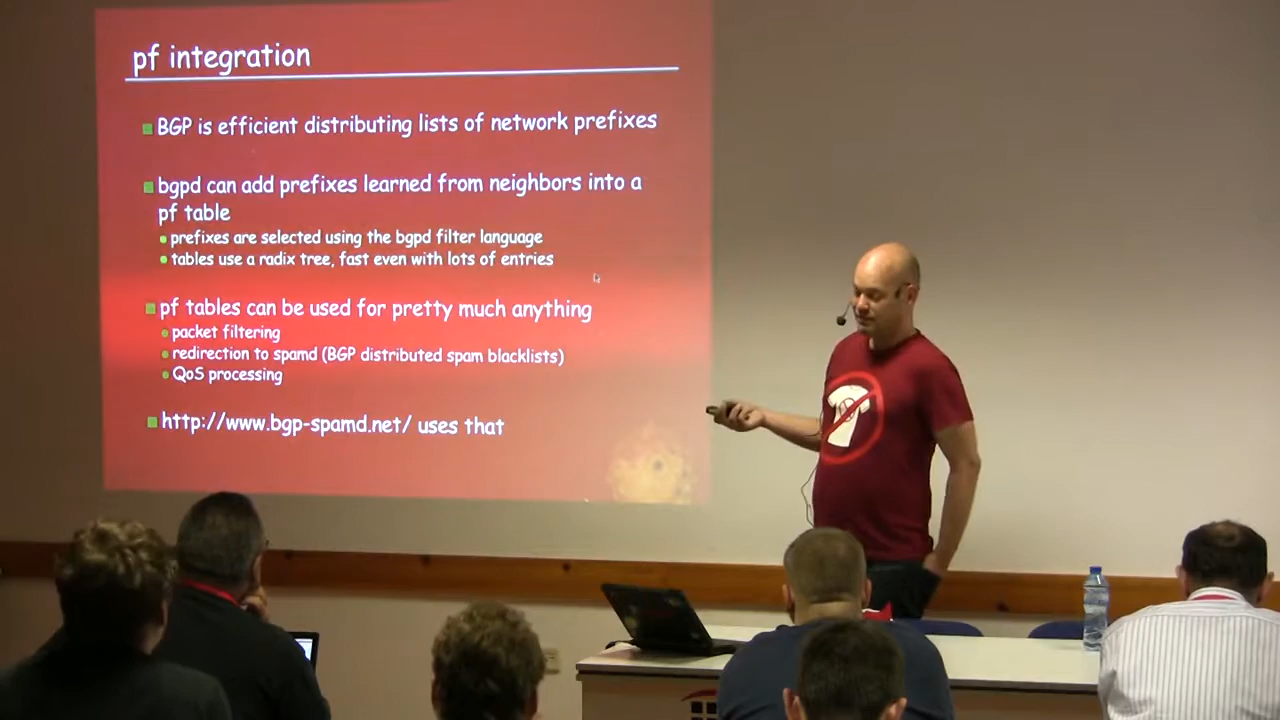 pf integration
BGP is efficient distributing lists of network prefixes
bgpd can add prefixes learned from neighbors into a
pf table
prefixes are selected using the bgpd filter language
tables use a radix tree, fast even with lots of entries
pf tables can be used for pretty much anything
packet filtering
redirection to spamd (BGP distributed spam blacklists)
QoS processing
http://www.bgp-spamd.net/ uses that